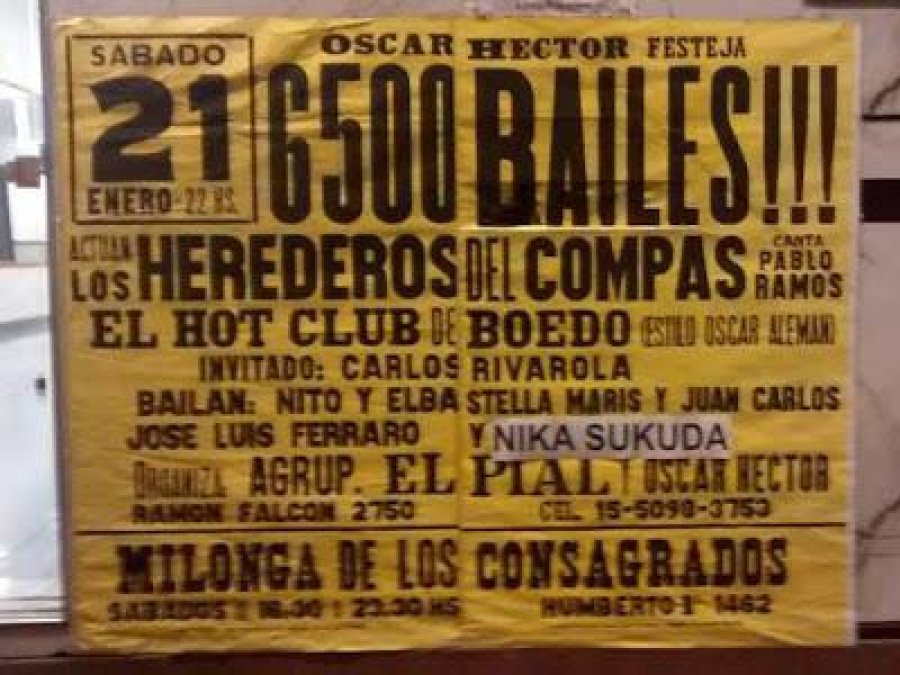 SABADO
21
ENERO - 22 HS.
OSCAR HECTOR FESTEJA
6500 BAILES!!!
ACTUAN
LOS HEREDEROS DEL COMPAS
CANTA
PABLO
RAMOS
EL HOT CLUB DE BOEDO (ESTILO OSCAR ALEMAN)
INVITADO: CARLOS RIVAROLA
BAILAN: NITO Y ELBA STELLA MARIS Y JUAN CARLOS
JOSE LUIS FERRARO Y NIKA SUKUDA
ORGANIZA AGRUP. EL PIAL Y OSCAR HECTOR
RAMON FALCON 2750 CEL 15-5098-3753
MILONGA DE LOS CONSAGRADOS
SABADOS : 16.30 : 23.30 HS HUMBERTO I 1462